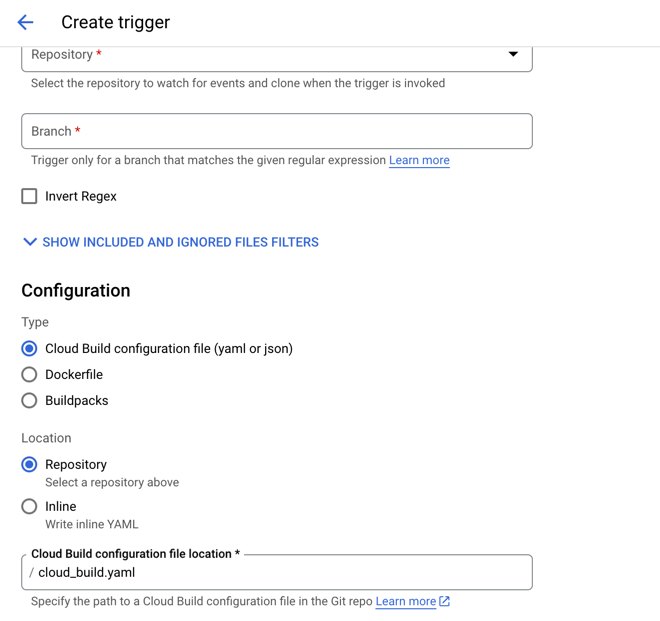 Create trigger
Repository *
Select the repository to watch for events and clone when the trigger is invoked
Branch *
Trigger only for a branch that matches the given regular expression Learn more
Invert Regex
SHOW INCLUDED AND IGNORED FILES FILTERS
Configuration
Type
Cloud Build configuration file (yaml or json)
Dockerfile
Buildpacks
Location
Repository
Select a repository above
Inline
Write inline YAML
Cloud Build configuration file location *
/ cloud_build.yaml
Specify the path to a Cloud Build configuration file in the Git repo Learn more